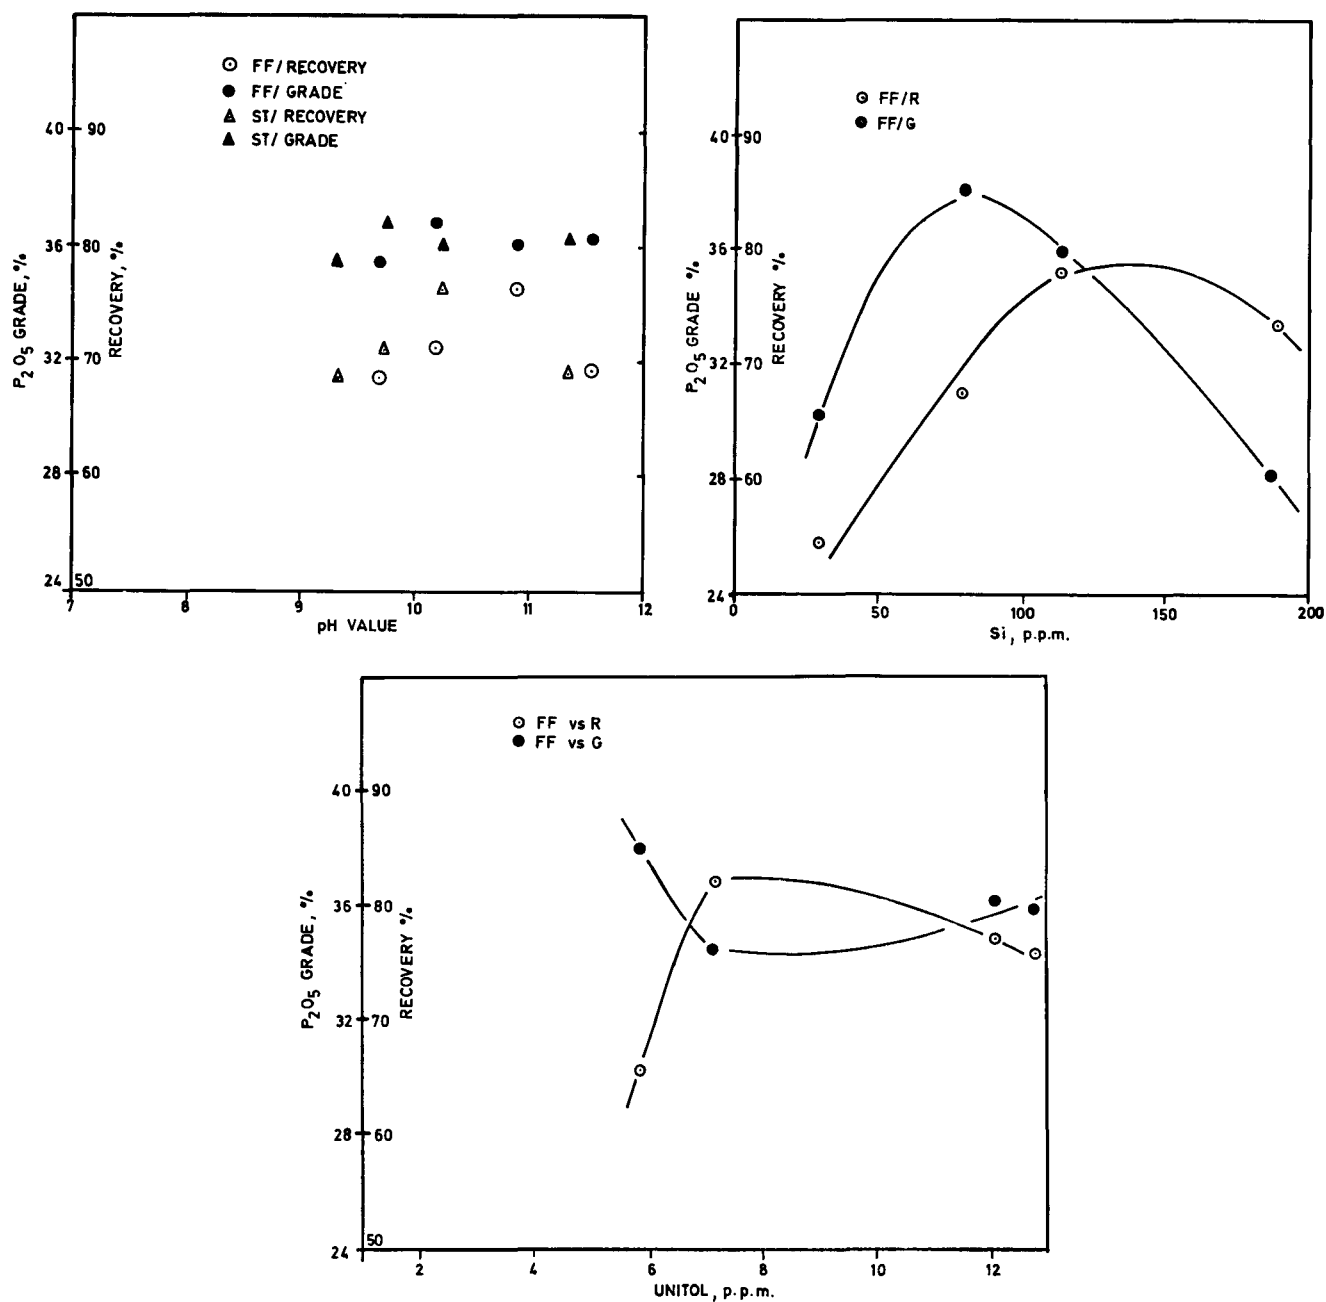 FF/ RECOVERY
FF/ GRADE
ST/ RECOVERY
ST/ GRADE
40 90
36 80
32 70
28 60
24 50
P2O5 GRADE, %
RECOVERY, %
7 8 9 10 11 12
pH VALUE
FF/R
FF/G
40 90
36 80
32 70
28 60
24
P2O5 GRADE %
RECOVERY %
0 50 100 150 200
Si, p.p.m.
FF vs R
FF vs G
40 90
36 80
32 70
28 60
24 50
P2O5 GRADE, %
RECOVERY %
2 4 6 8 10 12
UNITOL, p.p.m.